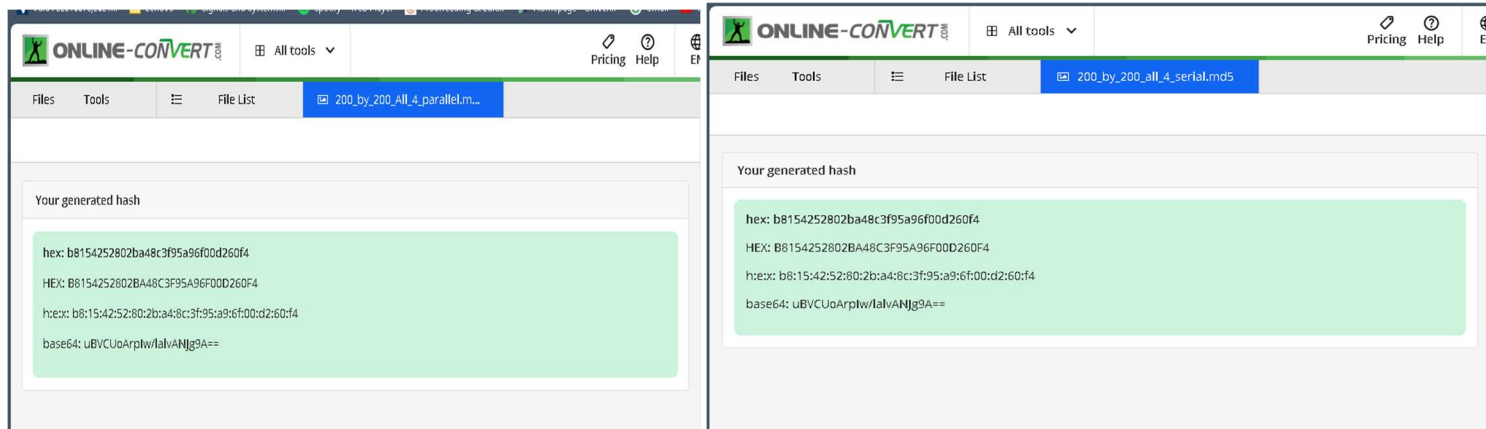 ONLINE-CONVERT.COM
All tools
Pricing Help EN
Files Tools File List 200_by_200_All_4_parallel.m...
Your generated hash
hex: b8154252802ba48c3f95a96f00d260f4
HEX: B8154252802BA48C3F95A96F00D260F4
h:e:x: b8:15:42:52:80:2b:a4:8c:3f:95:a9:6f:00:d2:60:f4
base64: uBVCUoArpIw/lalvANJg9A==
ONLINE-CONVERT.COM
All tools
Pricing Help E
Files Tools File List 200_by_200_all_4_serial.md5
Your generated hash
hex: b8154252802ba48c3f95a96f00d260f4
HEX: B8154252802BA48C3F95A96F00D260F4
h:e:x: b8:15:42:52:80:2b:a4:8c:3f:95:a9:6f:00:d2:60:f4
base64: uBVCUoArpIw/lalvANJg9A==